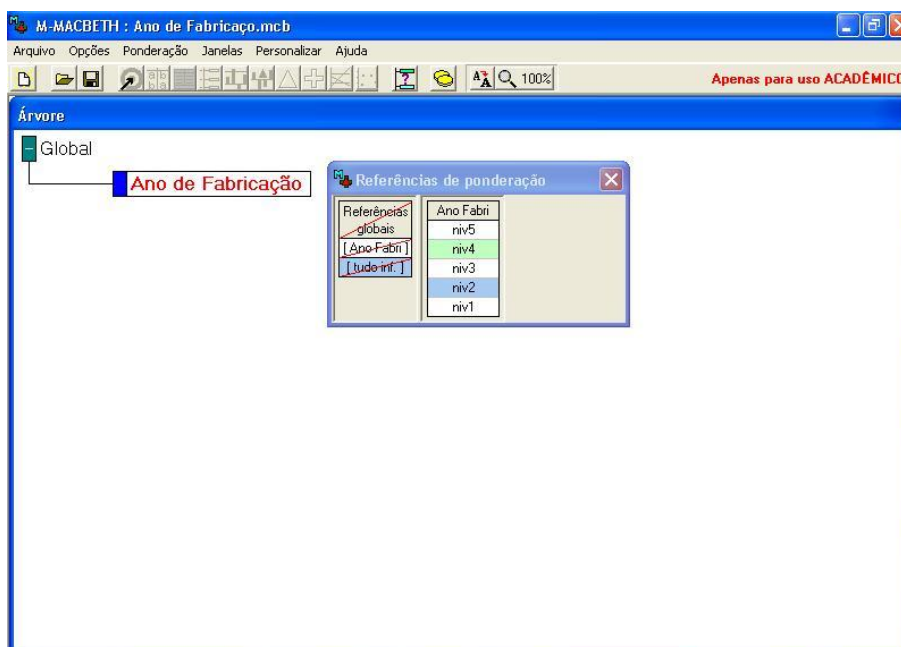 M-MACBETH : Ano de Fabricaço.mcb
Arquivo Opções Ponderação Janelas Personalizar Ajuda
100% Apenas para uso ACADÊMICO
Árvore
Global
Ano de Fabricação
Referências de ponderação
Referências globais
[ Ano Fabri ]
[ tudo inf. ]
Ano Fabri
niv5
niv4
niv3
niv2
niv1